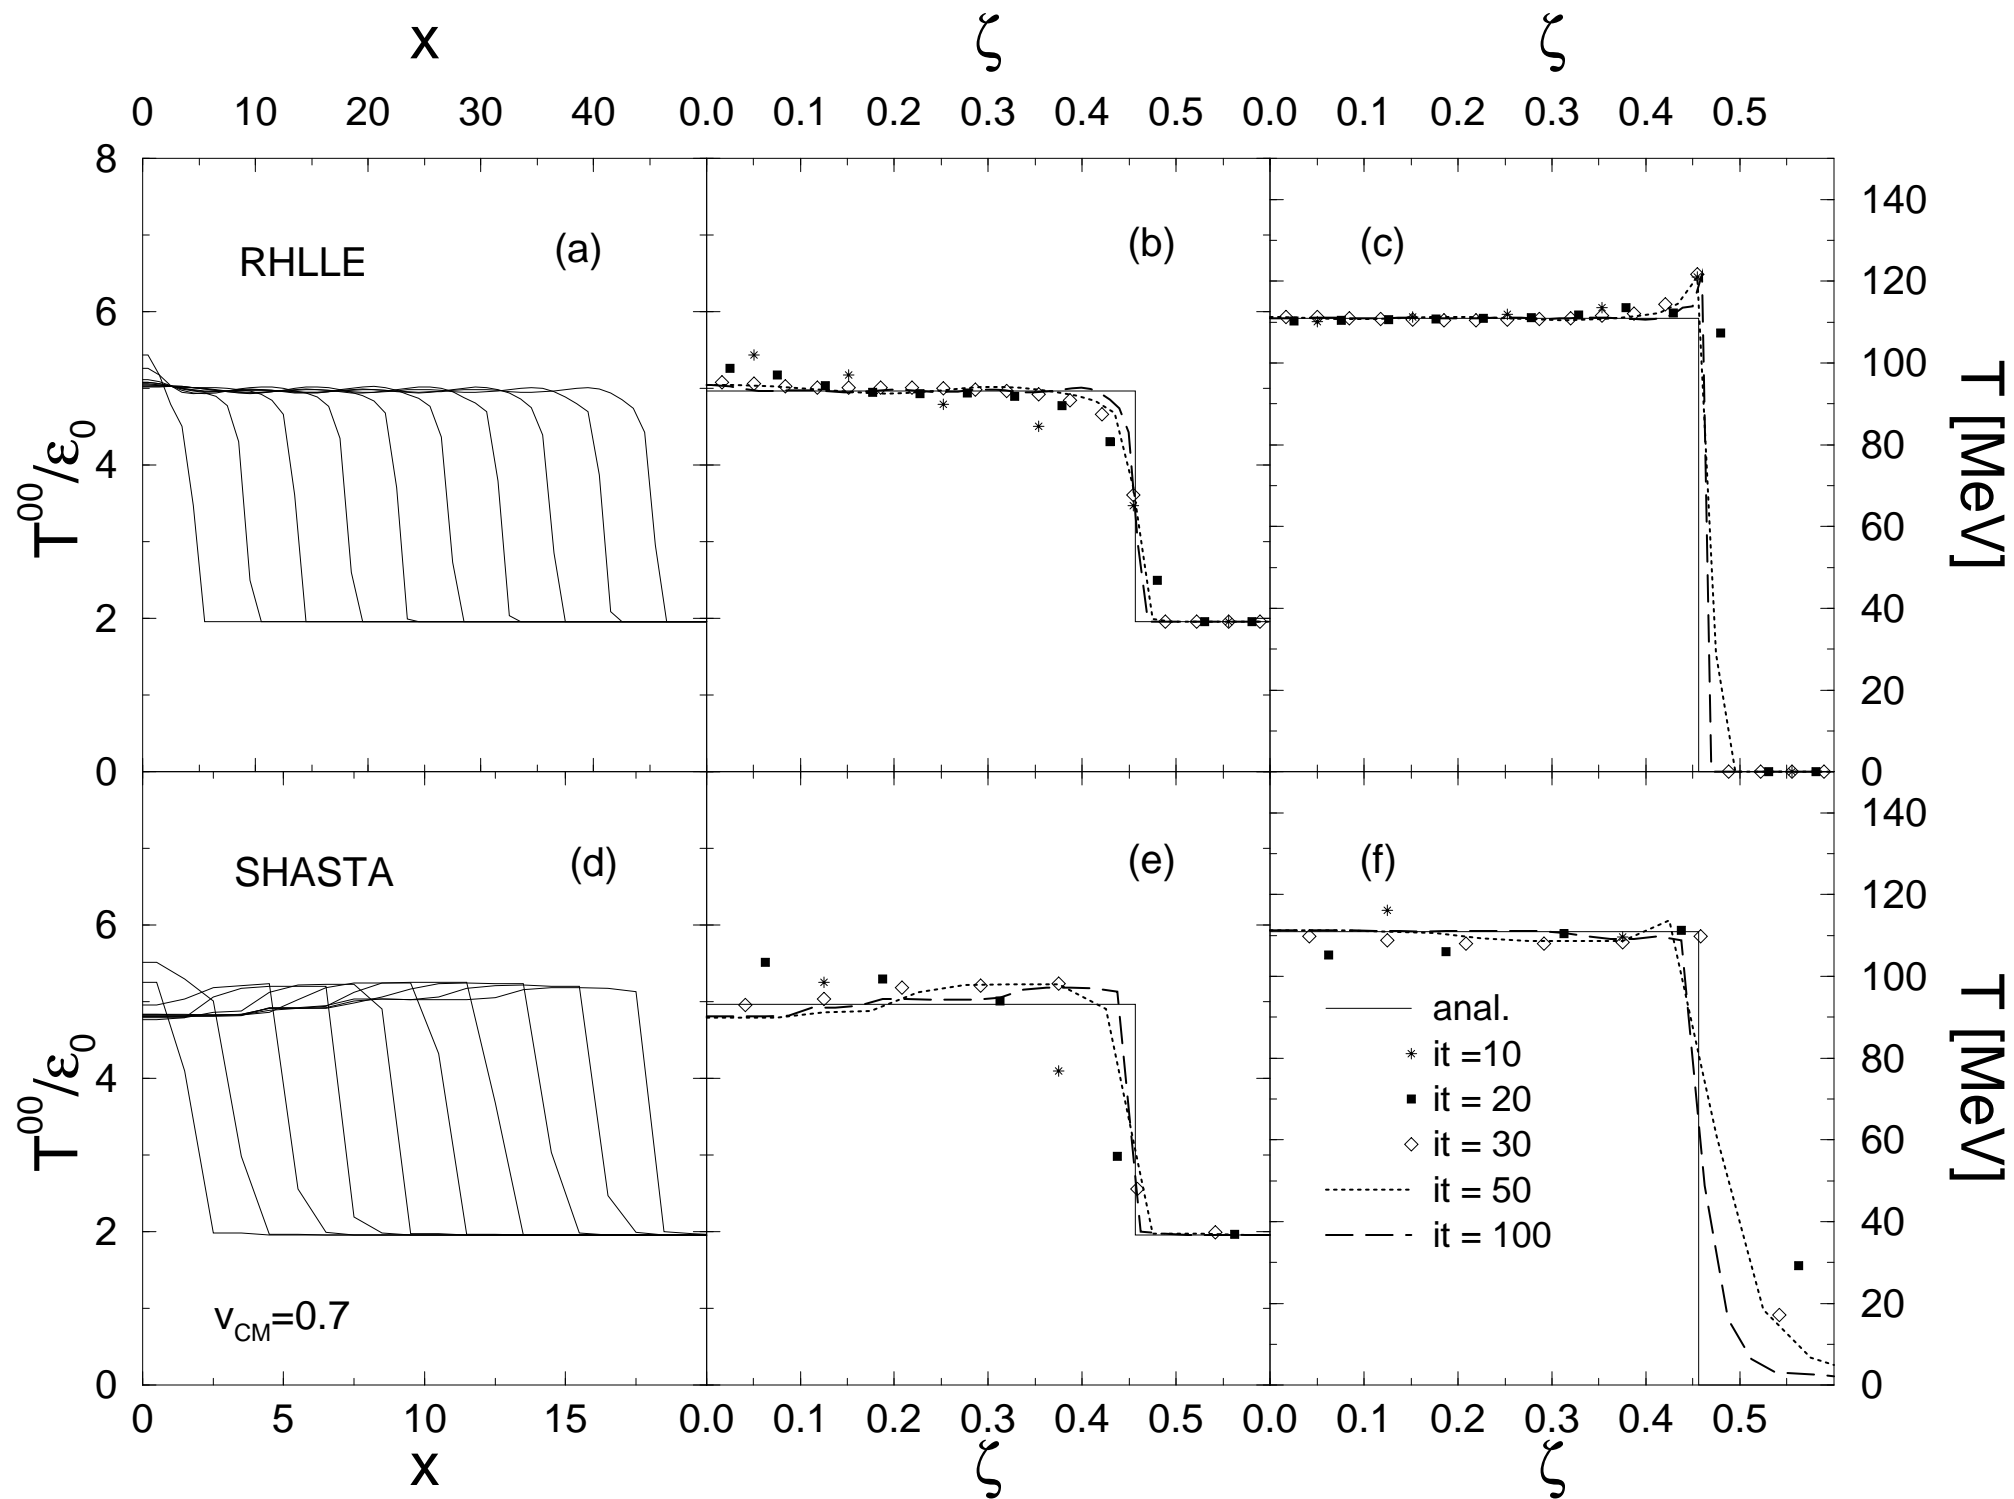 x ζ ζ
0 10 20 30 40 0.0 0.1 0.2 0.3 0.4 0.5 0.0 0.1 0.2 0.3 0.4 0.5
8
6
4
2
0
T⁰⁰/ε₀
RHLLE (a)
(b)
(c)
140
120
100
80
60
40
20
0
T [MeV]
6
4
2
0
T⁰⁰/ε₀
SHASTA (d)
v_CM=0.7
(e)
(f)
anal.
it =10
it = 20
it = 30
it = 50
it = 100
140
120
100
80
60
40
20
0
T [MeV]
0 5 10 15 0.0 0.1 0.2 0.3 0.4 0.5 0.0 0.1 0.2 0.3 0.4 0.5
x ζ ζ